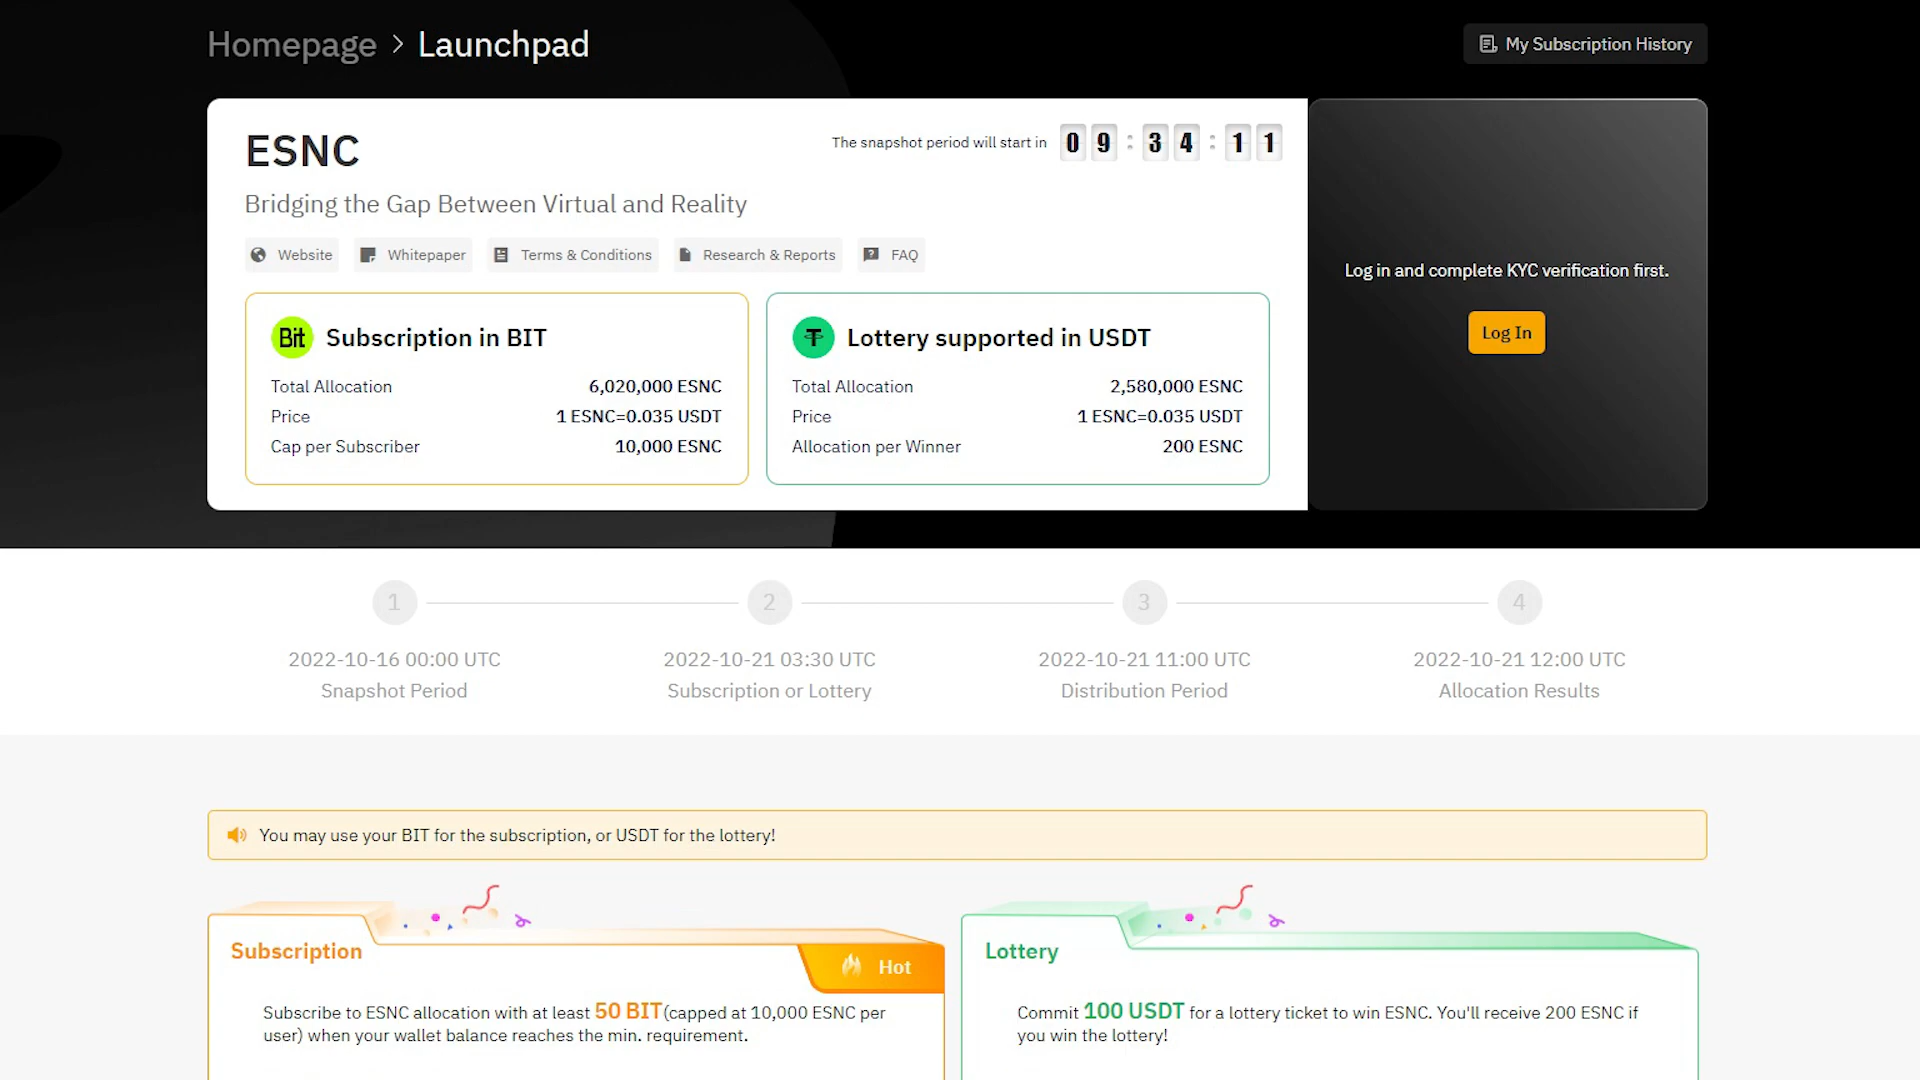 Homepage > Launchpad
My Subscription History
ESNC
The snapshot period will start in 09:34:11
Bridging the Gap Between Virtual and Reality
Website
Whitepaper
Terms & Conditions
Research & Reports
FAQ
Log in and complete KYC verification first.
Log In
Bit Subscription in BIT
Total Allocation 6,020,000 ESNC
Price 1 ESNC=0.035 USDT
Cap per Subscriber 10,000 ESNC
Lottery supported in USDT
Total Allocation 2,580,000 ESNC
Price 1 ESNC=0.035 USDT
Allocation per Winner 200 ESNC
1
2022-10-16 00:00 UTC
Snapshot Period
2
2022-10-21 03:30 UTC
Subscription or Lottery
3
2022-10-21 11:00 UTC
Distribution Period
4
2022-10-21 12:00 UTC
Allocation Results
You may use your BIT for the subscription, or USDT for the lottery!
Subscription
Hot
Subscribe to ESNC allocation with at least 50 BIT(capped at 10,000 ESNC per
user) when your wallet balance reaches the min. requirement.
Lottery
Commit 100 USDT for a lottery ticket to win ESNC. You'll receive 200 ESNC if
you win the lottery!